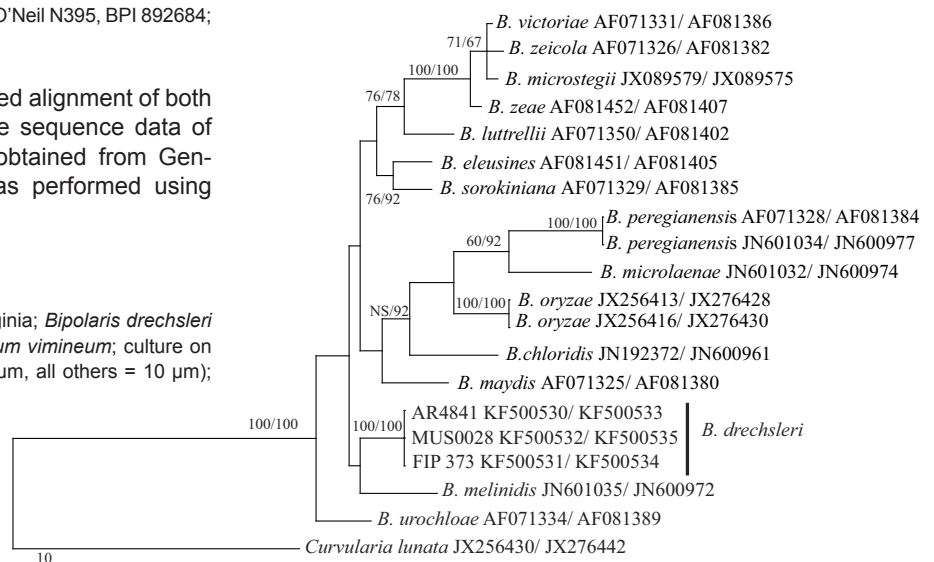 O'Neil N395, BPI 892684;
ed alignment of both
e sequence data of
obtained from Gen-
as performed using
ginia; Bipolaris drechsleri
um vimineum; culture on
um, all others = 10 µm);
B. victoriae AF071331/ AF081386
71/67
B. zeicola AF071326/ AF081382
100/100
B. microstegii JX089579/ JX089575
76/78
B. zeae AF081452/ AF081407
B. luttrellii AF071350/ AF081402
B. eleusines AF081451/ AF081405
B. sorokiniana AF071329/ AF081385
76/92
100/100
B. peregianensis AF071328/ AF081384
B. peregianensis JN601034/ JN600977
60/92
B. microlaenae JN601032/ JN600974
100/100
B. oryzae JX256413/ JX276428
B. oryzae JX256416/ JX276430
NS/92
B.chloridis JN192372/ JN600961
B. maydis AF071325/ AF081380
AR4841 KF500530/ KF500533
100/100
MUS0028 KF500532/ KF500535
B. drechsleri
FIP 373 KF500531/ KF500534
100/100
B. melinidis JN601035/ JN600972
B. urochloae AF071334/ AF081389
Curvularia lunata JX256430/ JX276442
10